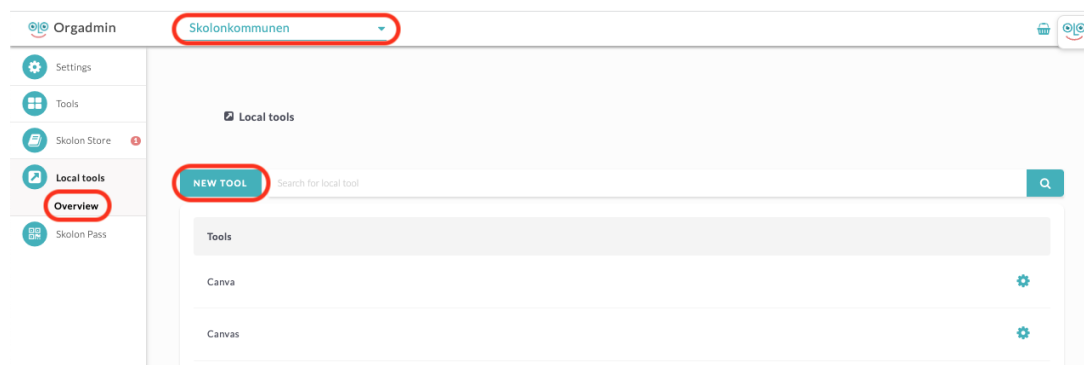 Orgadmin
Skolonkommunen
Settings
Tools
Skolon Store 1
Local tools
Overview
Skolon Pass
Local tools
NEW TOOL Search for local tool
Tools
Canva
Canvas